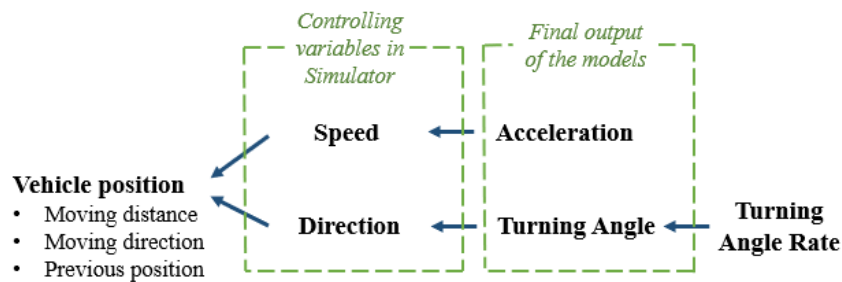 Controlling
variables in
Simulator
Final output
of the models
Speed
Acceleration
Vehicle position
• Moving distance
• Moving direction
• Previous position
Direction
Turning Angle
Turning
Angle Rate